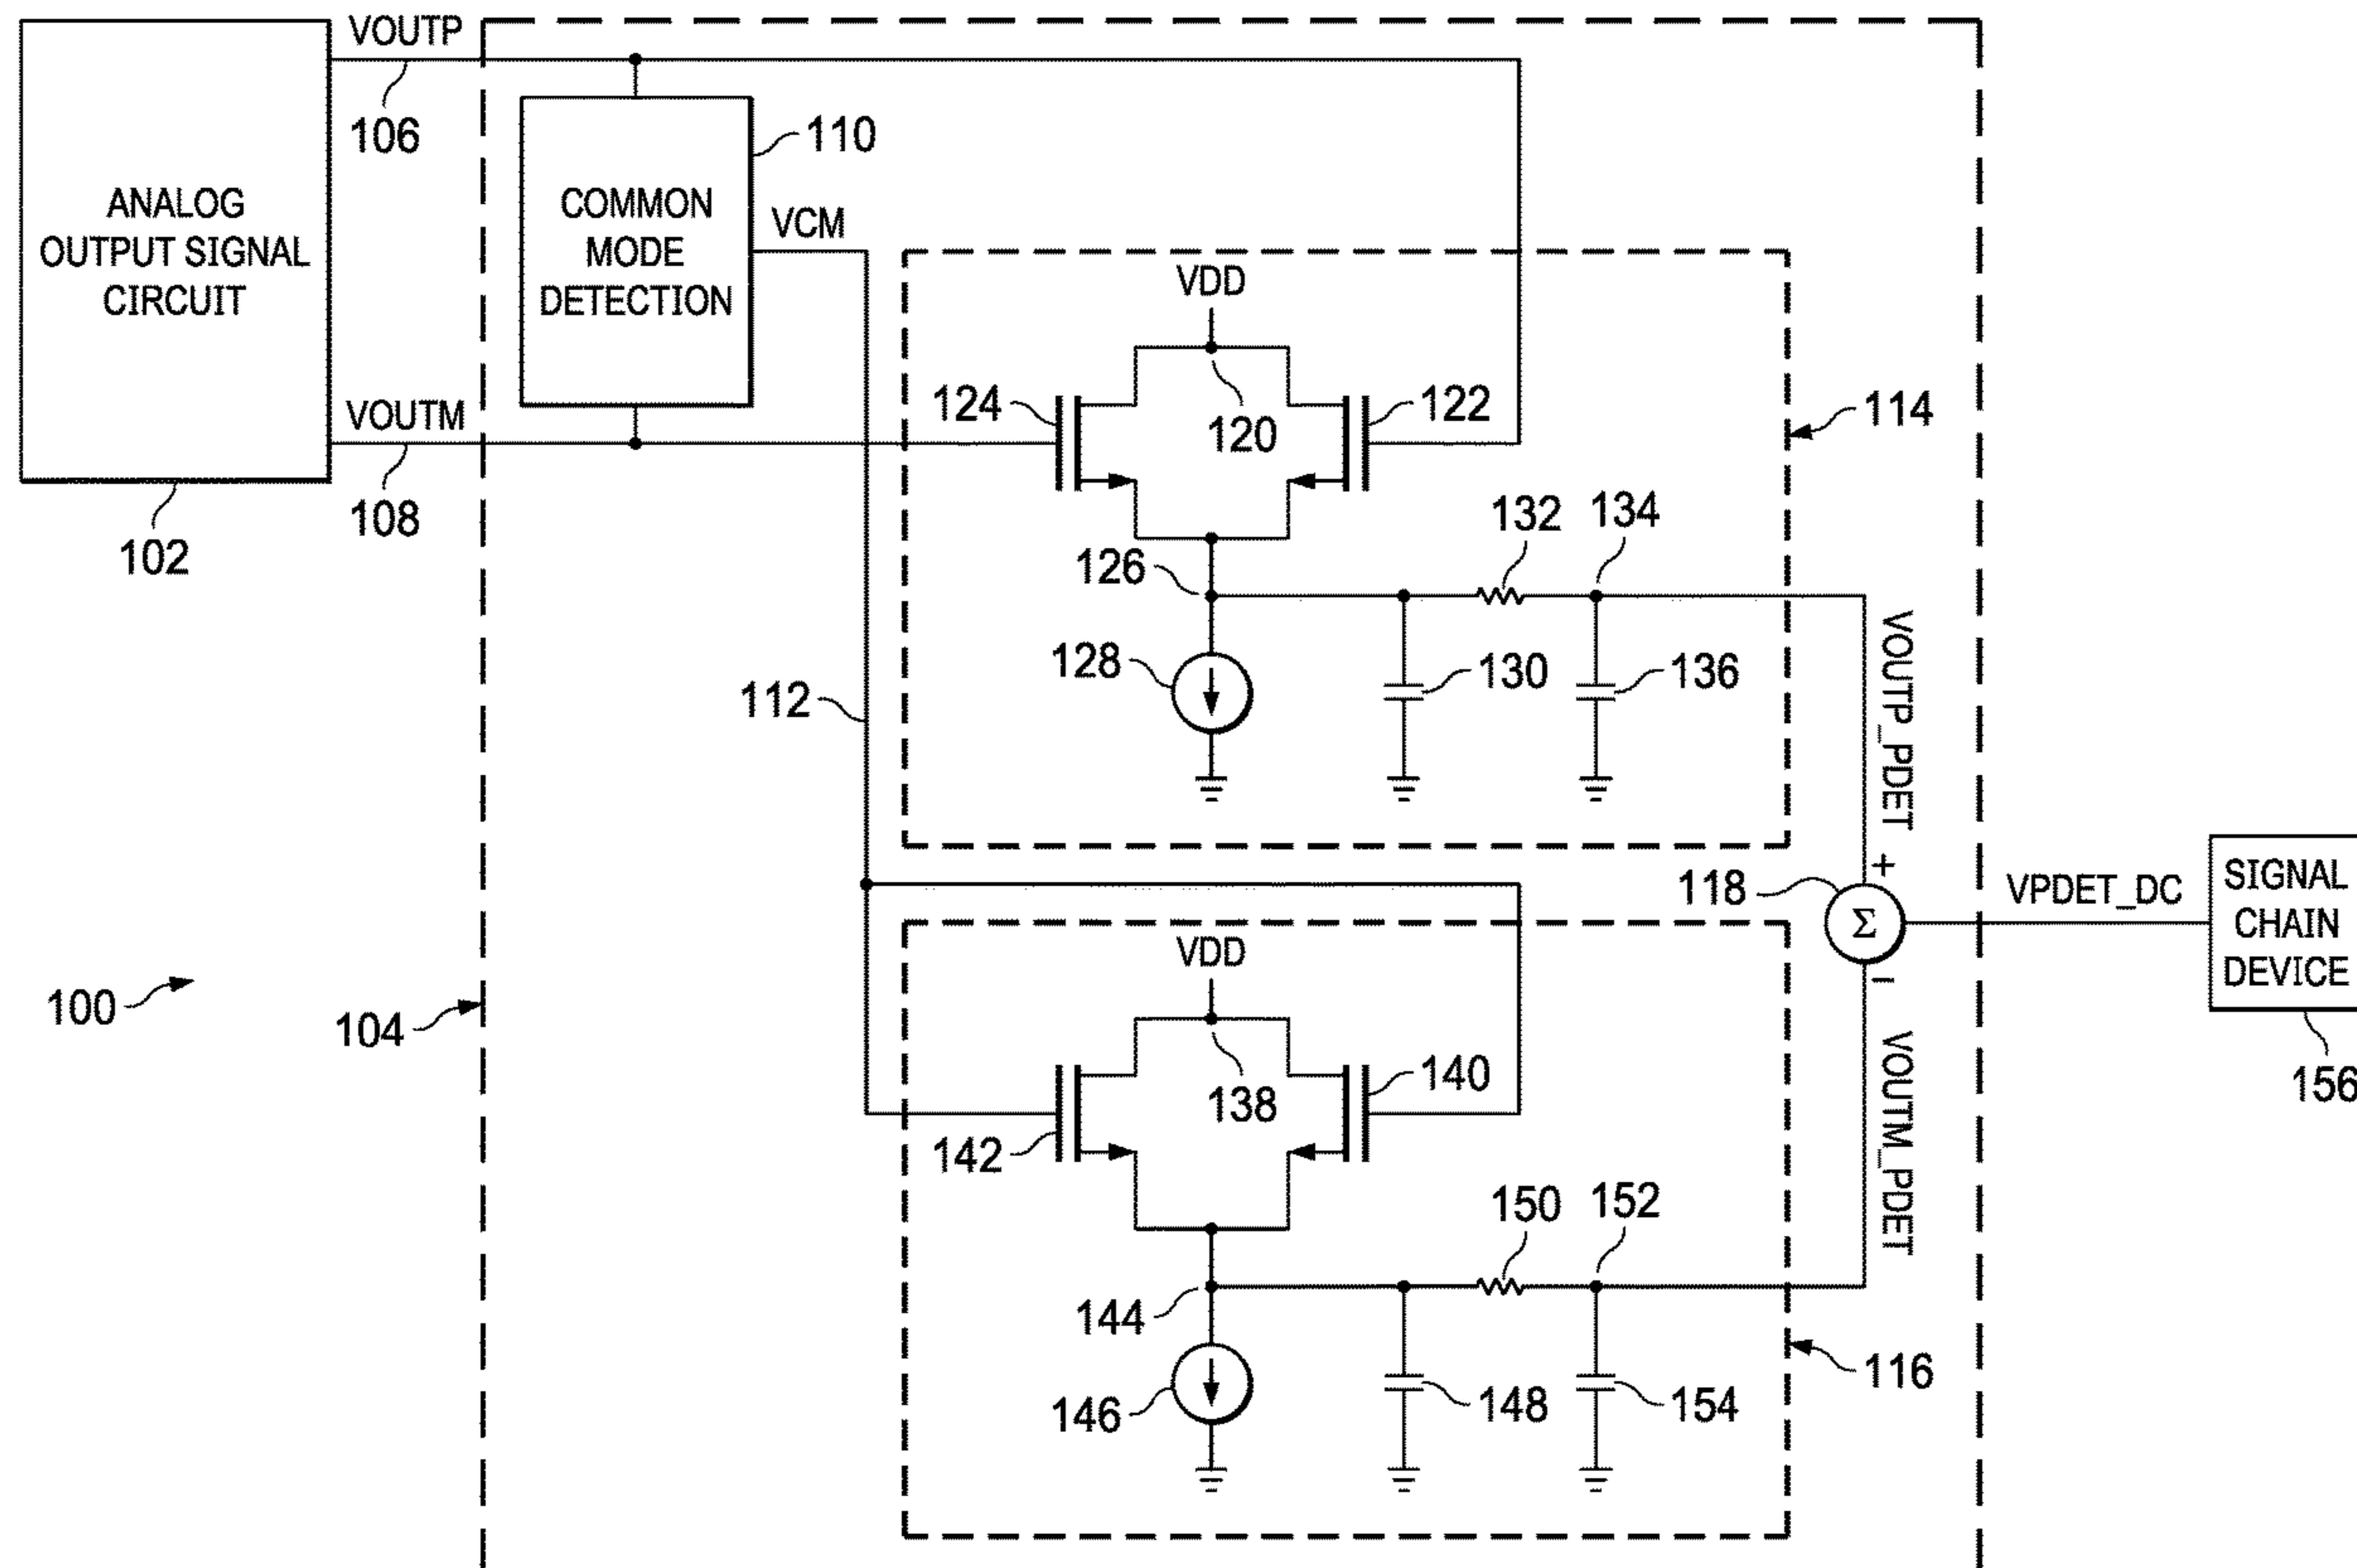 VOUTP
106
ANALOG
OUTPUT SIGNAL
CIRCUIT
102
VOUTM
108
COMMON
MODE
DETECTION
110
VCM
112
VDD
124
120
122
114
126
132
134
128
130
136
VOUTP_PDET
+
118
Σ
−
VPDET_DC
SIGNAL
CHAIN
DEVICE
156
100
104
VDD
142
138
140
VOUTM_PDET
144
150
152
146
148
154
116